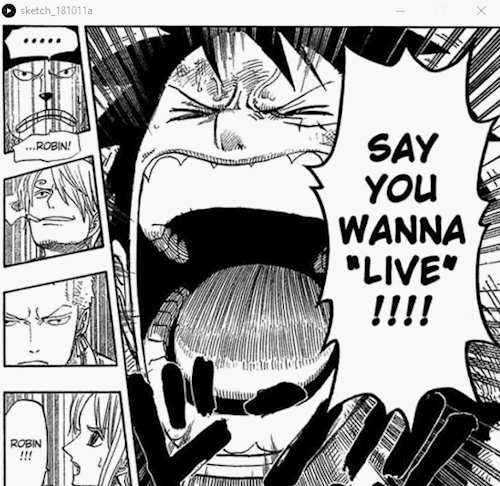 sketch_181011a
.....
...ROBIN!
SAY
YOU
WANNA
"LIVE"
!!!!
ROBIN
!!!